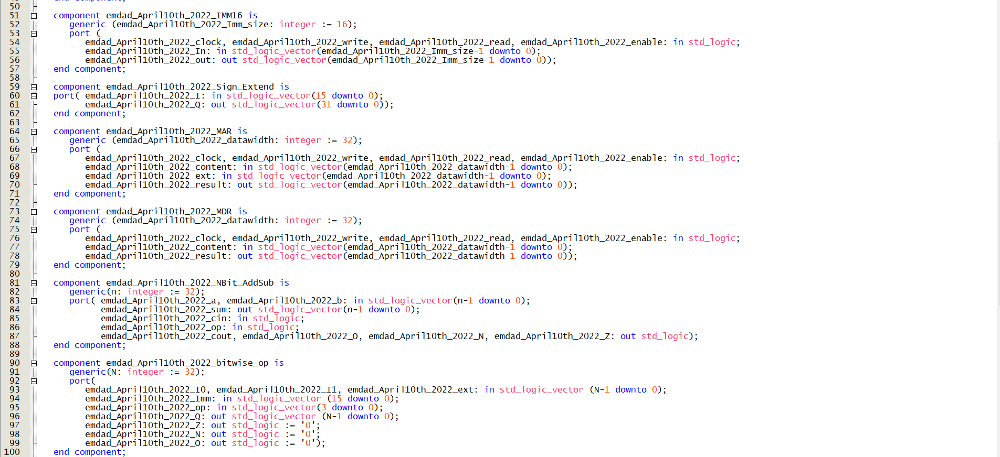 50
51 component emdad_April10th_2022_IMM16 is
52 generic (emdad_April10th_2022_Imm_size: integer := 16);
53 port (
54 emdad_April10th_2022_clock, emdad_April10th_2022_write, emdad_April10th_2022_read, emdad_April10th_2022_enable: in std_logic;
55 emdad_April10th_2022_In: in std_logic_vector(emdad_April10th_2022_Imm_size-1 downto 0);
56 emdad_April10th_2022_out: out std_logic_vector(emdad_April10th_2022_Imm_size-1 downto 0));
57 end component;
58
59 component emdad_April10th_2022_Sign_Extend is
60 port( emdad_April10th_2022_I: in std_logic_vector(15 downto 0);
61 emdad_April10th_2022_Q: out std_logic_vector(31 downto 0));
62 end component;
63
64 component emdad_April10th_2022_MAR is
65 generic (emdad_April10th_2022_datawidth: integer := 32);
66 port (
67 emdad_April10th_2022_clock, emdad_April10th_2022_write, emdad_April10th_2022_read, emdad_April10th_2022_enable: in std_logic;
68 emdad_April10th_2022_content: in std_logic_vector(emdad_April10th_2022_datawidth-1 downto 0);
69 emdad_April10th_2022_ext: in std_logic_vector(emdad_April10th_2022_datawidth-1 downto 0);
70 emdad_April10th_2022_result: out std_logic_vector(emdad_April10th_2022_datawidth-1 downto 0));
71 end component;
72
73 component emdad_April10th_2022_MDR is
74 generic (emdad_April10th_2022_datawidth: integer := 32);
75 port (
76 emdad_April10th_2022_clock, emdad_April10th_2022_write, emdad_April10th_2022_read, emdad_April10th_2022_enable: in std_logic;
77 emdad_April10th_2022_content: in std_logic_vector(emdad_April10th_2022_datawidth-1 downto 0);
78 emdad_April10th_2022_result: out std_logic_vector(emdad_April10th_2022_datawidth-1 downto 0));
79 end component;
80
81 component emdad_April10th_2022_NBit_AddSub is
82 generic(n: integer := 32);
83 port( emdad_April10th_2022_a, emdad_April10th_2022_b: in std_logic_vector(n-1 downto 0);
84 emdad_April10th_2022_sum: out std_logic_vector(n-1 downto 0);
85 emdad_April10th_2022_cin: in std_logic;
86 emdad_April10th_2022_op: in std_logic;
87 emdad_April10th_2022_cout, emdad_April10th_2022_O, emdad_April10th_2022_N, emdad_April10th_2022_Z: out std_logic);
88 end component;
89
90 component emdad_April10th_2022_bitwise_op is
91 generic(N: integer := 32);
92 port(
93 emdad_April10th_2022_I0, emdad_April10th_2022_I1, emdad_April10th_2022_ext: in std_logic_vector (N-1 downto 0);
94 emdad_April10th_2022_Imm: in std_logic_vector (15 downto 0);
95 emdad_April10th_2022_op: in std_logic_vector(3 downto 0);
96 emdad_April10th_2022_Q: out std_logic_vector (N-1 downto 0);
97 emdad_April10th_2022_Z: out std_logic := '0';
98 emdad_April10th_2022_N: out std_logic := '0';
99 emdad_April10th_2022_O: out std_logic := '0');
100 end component;